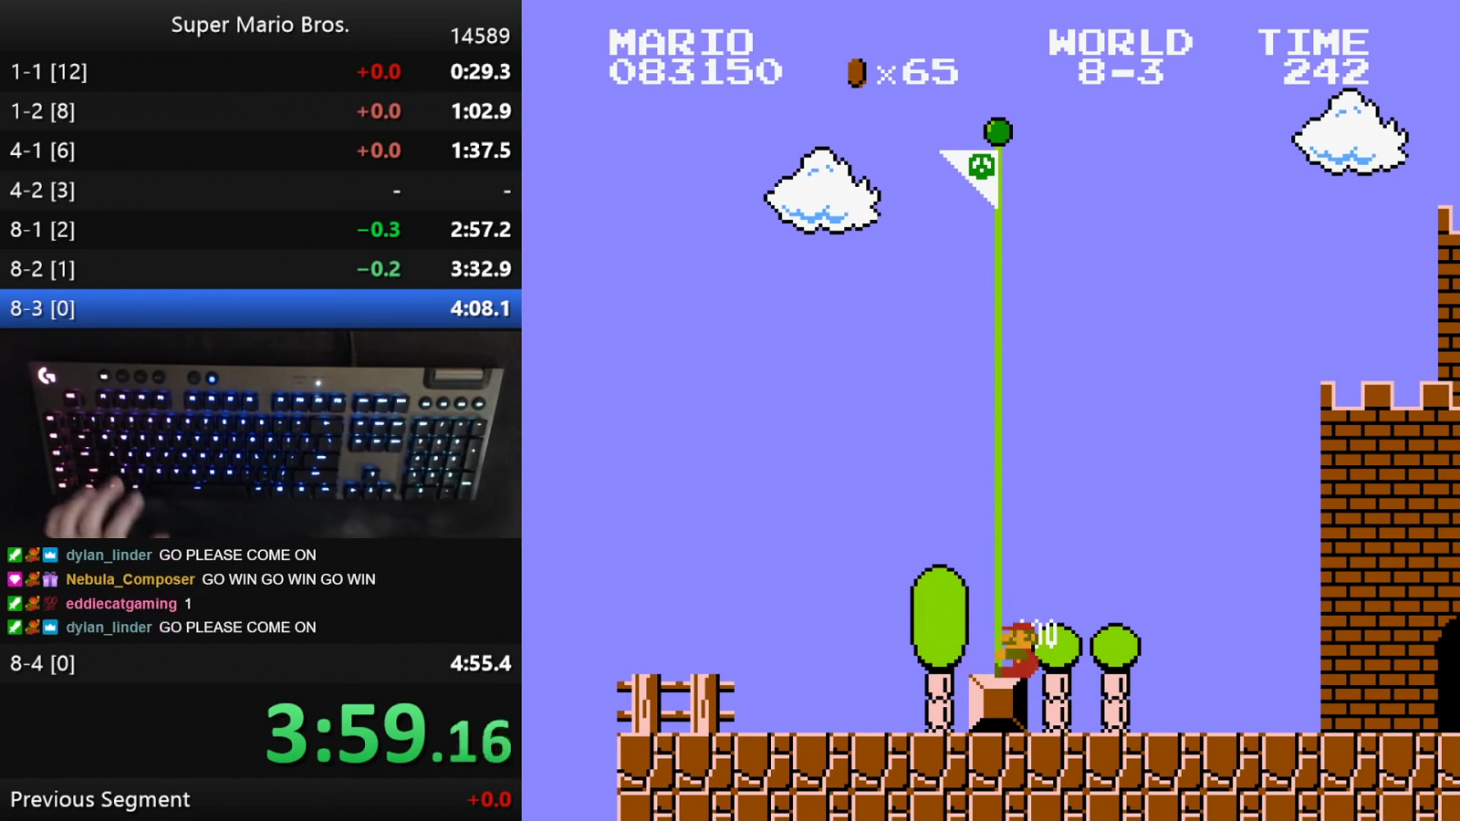 Super Mario Bros.
14589
1-1 [12] +0.0 0:29.3
1-2 [8] +0.0 1:02.9
4-1 [6] +0.0 1:37.5
4-2 [3] - -
8-1 [2] −0.3 2:57.2
8-2 [1] −0.2 3:32.9
8-3 [0] 4:08.1
dylan_linder GO PLEASE COME ON
Nebula_Composer GO WIN GO WIN GO WIN
eddiecatgaming 1
dylan_linder GO PLEASE COME ON
8-4 [0] 4:55.4
3:59.16
Previous Segment +0.0
MARIO WORLD TIME
083150 ×65 8-3 242